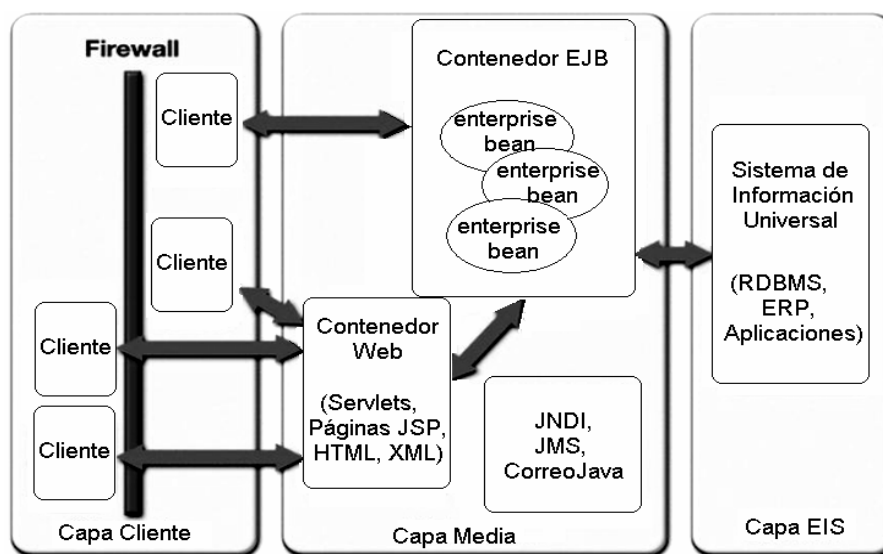 Firewall
Cliente
Cliente
Cliente
Cliente
Capa Cliente
Contenedor EJB
enterprise
bean
enterprise
bean
enterprise
bean
Contenedor
Web
(Servlets,
Páginas JSP,
HTML, XML)
JNDI,
JMS,
CorreoJava
Capa Media
Sistema de
Información
Universal
(RDBMS,
ERP,
Aplicaciones)
Capa EIS